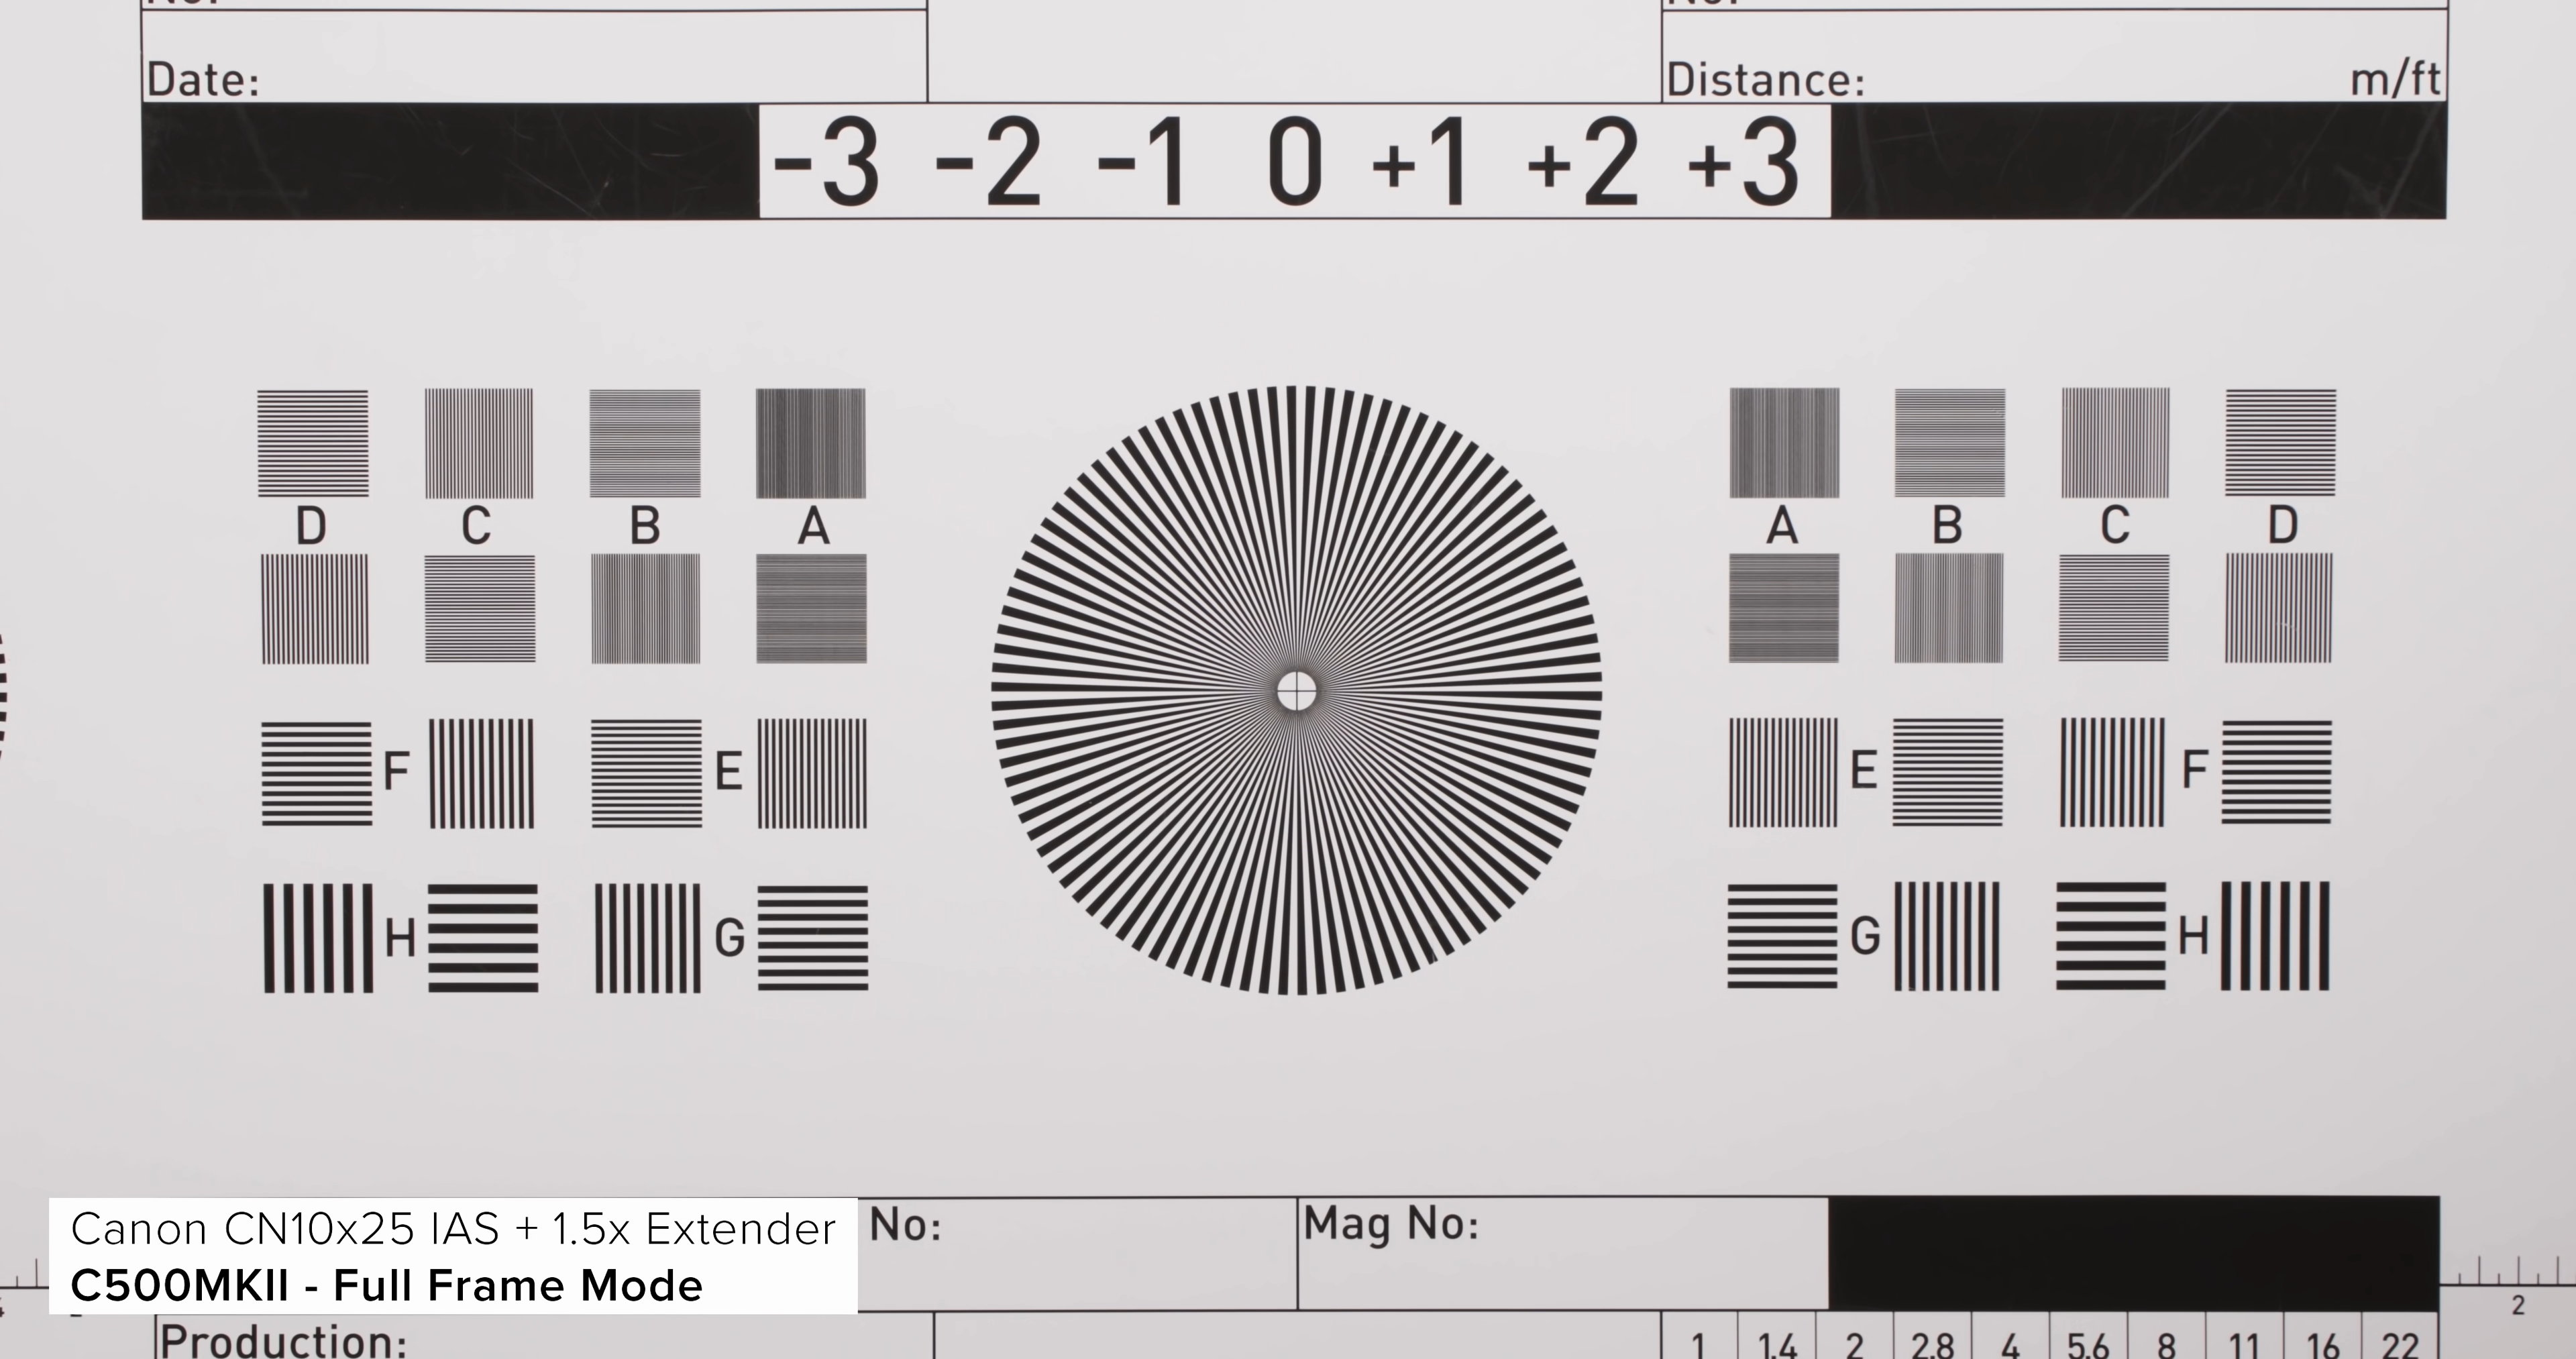 No:
No:
Date:
Distance: m/ft
-3 -2 -1 0 +1 +2 +3
D C B A
A B C D
F E
E F
H G
G H
Canon CN10x25 IAS + 1.5x Extender
C500MKII - Full Frame Mode
No:
Mag No:
2
Production:
1 1.4 2 2.8 4 5.6 8 11 16 22